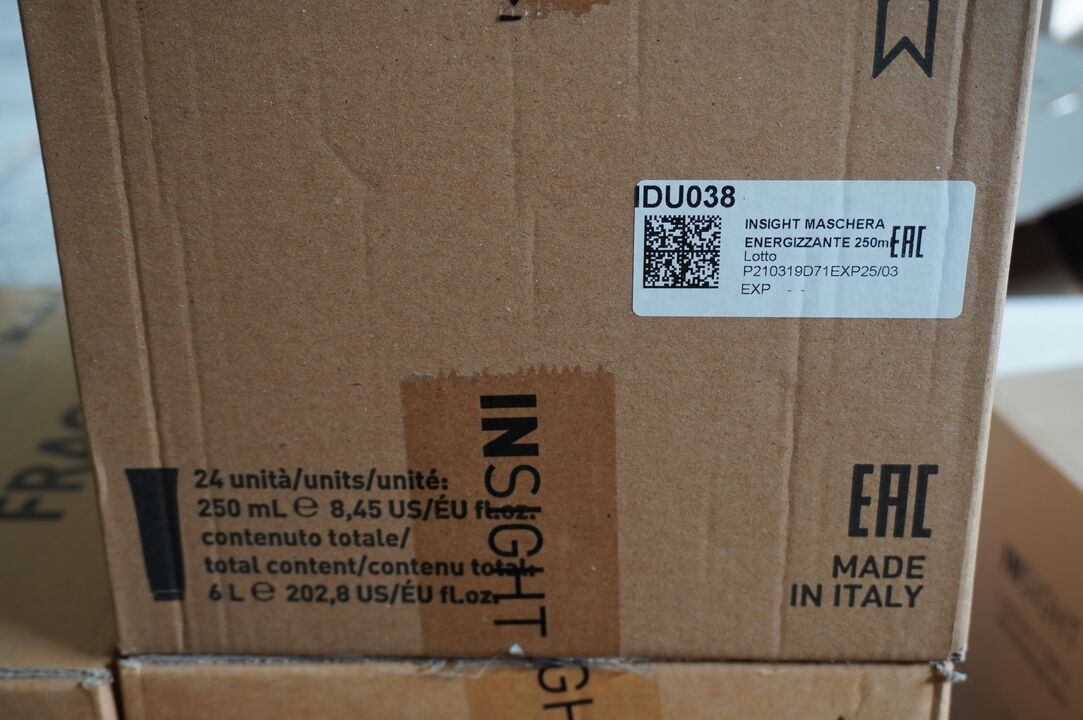 IDU038
INSIGHT MASCHERA
ENERGIZZANTE 250m
EAC
Lotto
P210319D71EXP25/03
EXP - -
INSIGHT
24 unità/units/unité:
250 mL ℮ 8,45 US/ÉU fl.oz.
contenuto totale/
total content/contenu total:
6 L ℮ 202,8 US/ÉU fl.oz.
EAC
MADE
IN ITALY
INSIGHT